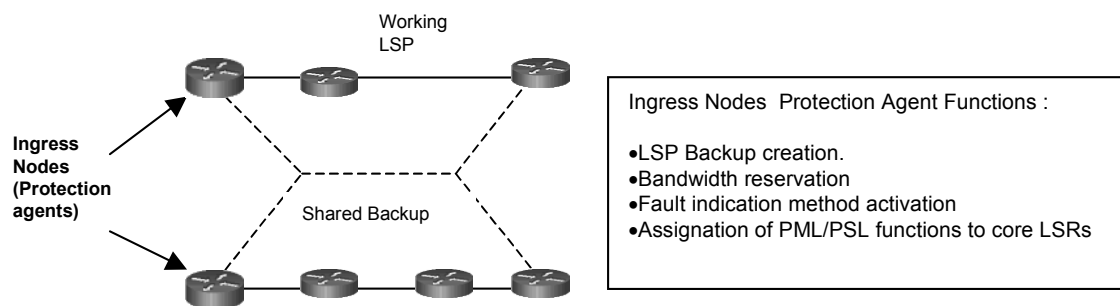 Working
LSP
Ingress
Nodes
(Protection
agents)
Shared Backup
Ingress Nodes  Protection Agent Functions :
•LSP Backup creation.
•Bandwidth reservation
•Fault indication method activation
•Assignation of PML/PSL functions to core LSRs